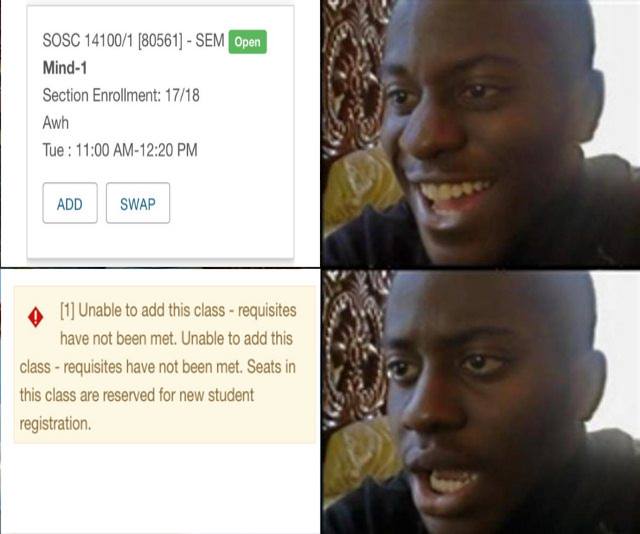 SOSC 14100/1 [80561] - SEM Open
Mind-1
Section Enrollment: 17/18
Awh
Tue : 11:00 AM-12:20 PM
ADD SWAP
[1] Unable to add this class - requisites
have not been met. Unable to add this
class - requisites have not been met. Seats in
this class are reserved for new student
registration.